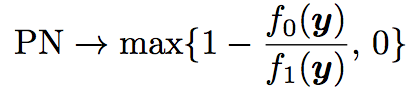 PN → max{1 − f₀(𝒚)/f₁(𝒚), 0}